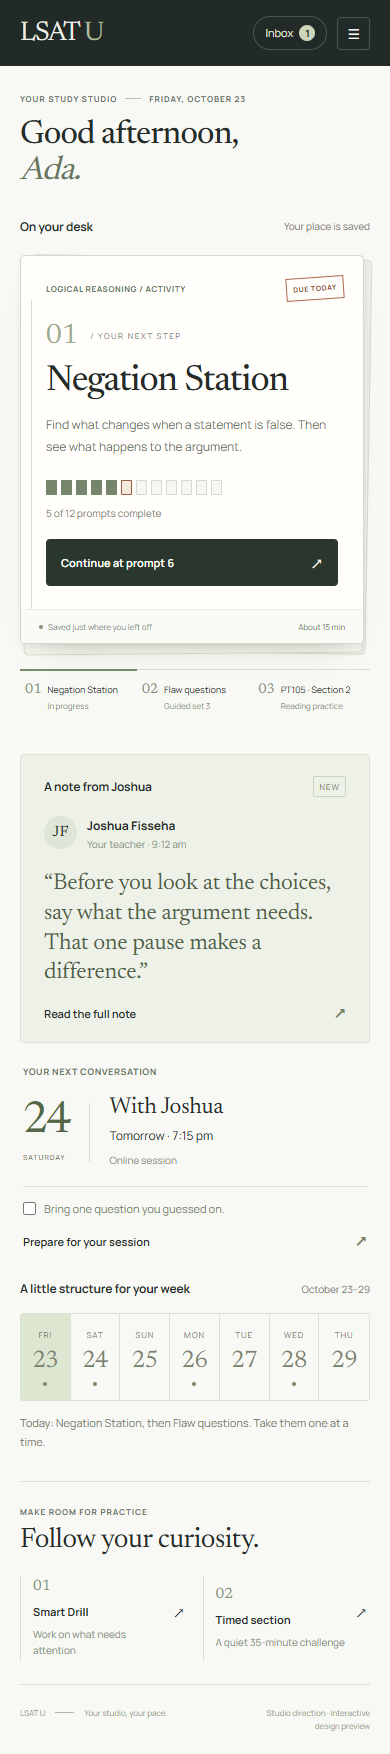 LSAT U
Inbox 1
YOUR STUDY STUDIO — FRIDAY, OCTOBER 23
Good afternoon,
Ada.
On your desk
Your place is saved
LOGICAL REASONING / ACTIVITY
DUE TODAY
01 / YOUR NEXT STEP
Negation Station
Find what changes when a statement is false. Then
see what happens to the argument.
5 of 12 prompts complete
Continue at prompt 6 ↗
Saved just where you left off
About 15 min
01 Negation Station
In progress
02 Flaw questions
Guided set 3
03 PT105 · Section 2
Reading practice
A note from Joshua
NEW
JF
Joshua Fisseha
Your teacher · 9:12 am
“Before you look at the choices,
say what the argument needs.
That one pause makes a
difference.”
Read the full note ↗
YOUR NEXT CONVERSATION
24
SATURDAY
With Joshua
Tomorrow · 7:15 pm
Online session
Bring one question you guessed on.
Prepare for your session ↗
A little structure for your week
October 23–29
FRI SAT SUN MON TUE WED THU
23 24 25 26 27 28 29
Today: Negation Station, then Flaw questions. Take them one at a
time.
MAKE ROOM FOR PRACTICE
Follow your curiosity.
01
Smart Drill ↗
Work on what needs
attention
02
Timed section ↗
A quiet 35-minute challenge
LSAT U — Your studio, your pace.
Studio direction · Interactive
design preview